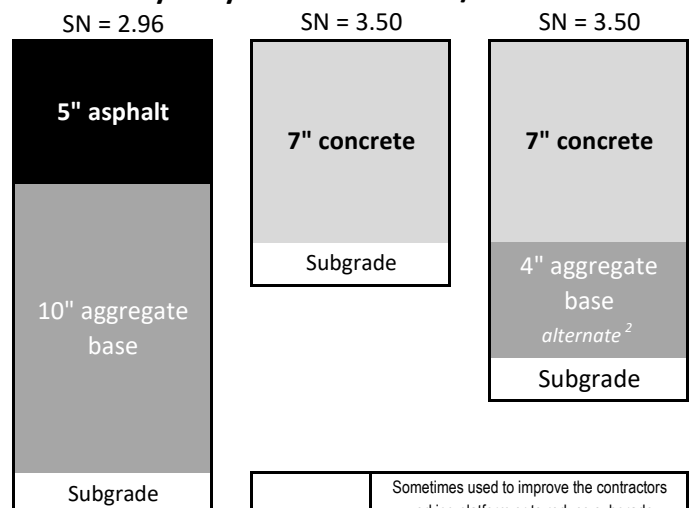 SN = 2.96
SN = 3.50
SN = 3.50
5" asphalt
10" aggregate
base
Subgrade
7" concrete
Subgrade
7" concrete
4" aggregate
base
alternate 2
Subgrade
Sometimes used to improve the contractors